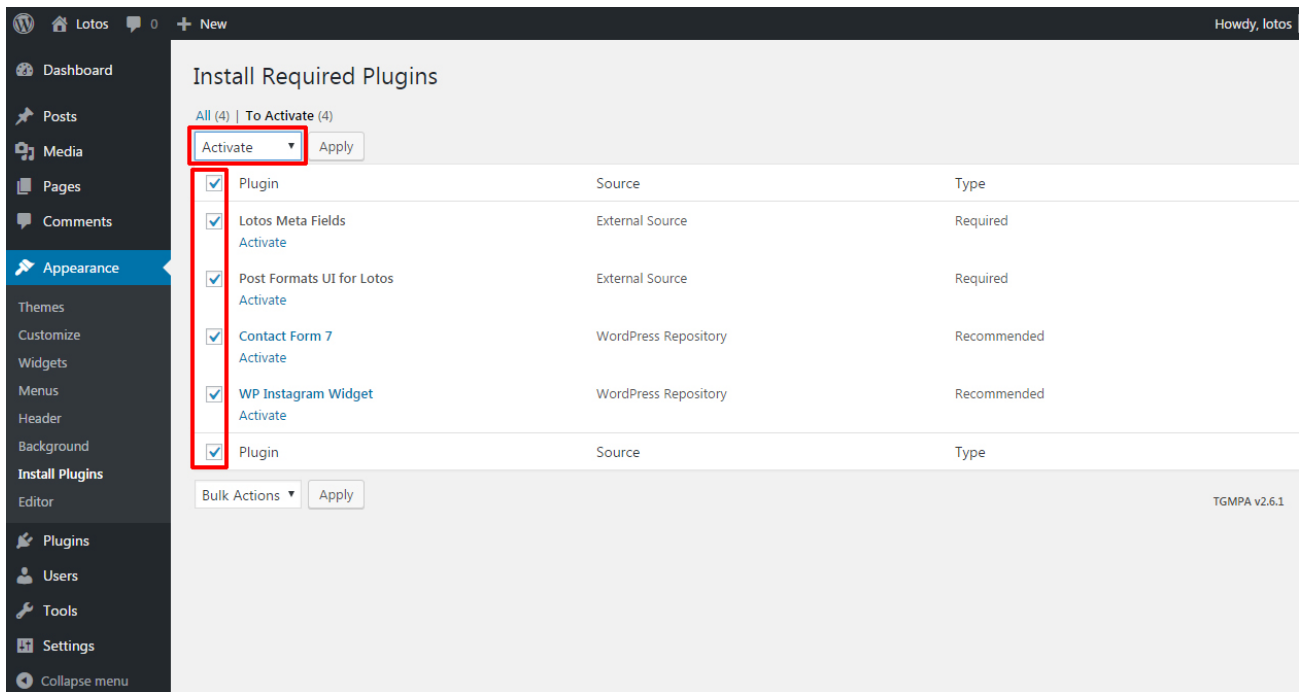 Lotos 0 + New Howdy, lotos
Dashboard
Posts
Media
Pages
Comments
Appearance
Themes
Customize
Widgets
Menus
Header
Background
Install Plugins
Editor
Plugins
Users
Tools
Settings
Collapse menu
Install Required Plugins
All (4) | To Activate (4)
Activate Apply
Plugin Source Type
Lotos Meta Fields External Source Required
Activate
Post Formats UI for Lotos External Source Required
Activate
Contact Form 7 WordPress Repository Recommended
Activate
WP Instagram Widget WordPress Repository Recommended
Activate
Plugin Source Type
Bulk Actions Apply
TGMPA v2.6.1